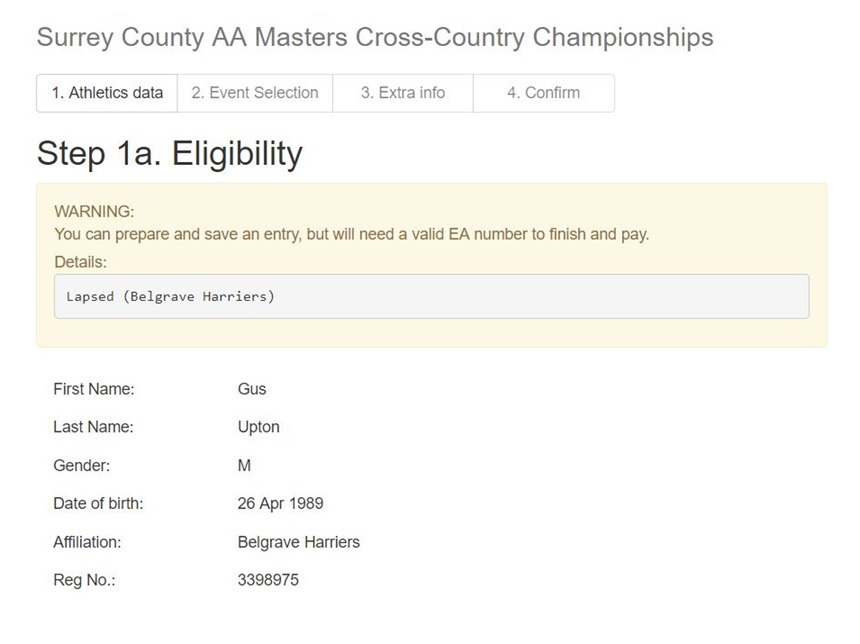 Surrey County AA Masters Cross-Country Championships
1. Athletics data 2. Event Selection 3. Extra info 4. Confirm
Step 1a. Eligibility
WARNING:
You can prepare and save an entry, but will need a valid EA number to finish and pay.
Details:
Lapsed (Belgrave Harriers)
First Name: Gus
Last Name: Upton
Gender: M
Date of birth: 26 Apr 1989
Affiliation: Belgrave Harriers
Reg No.: 3398975